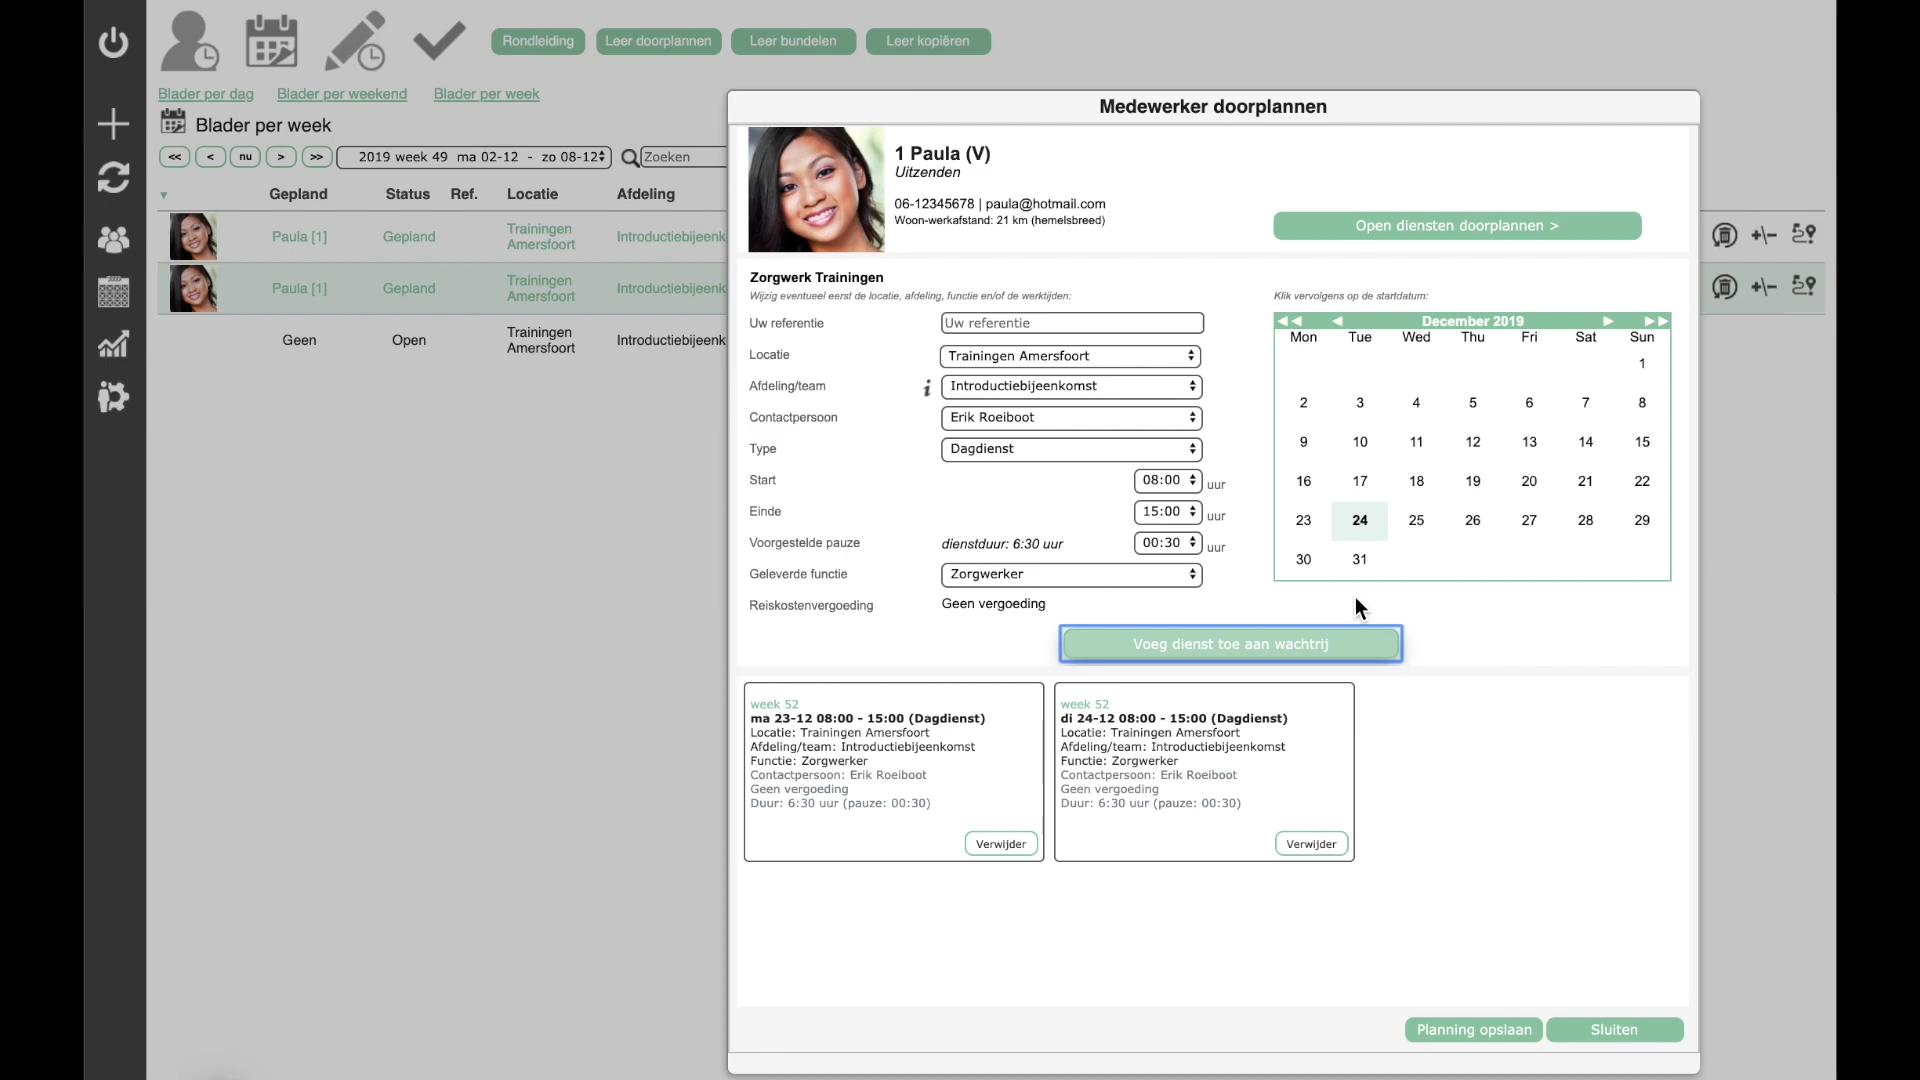 Rondleiding Leer doorplannen Leer bundelen Leer kopiëren
Blader per dag Blader per weekend Blader per week
Blader per week
<< < nu > >> 2019 week 49 ma 02-12 - zo 08-12 Zoeken
Gepland Status Ref. Locatie Afdeling
Paula [1] Gepland Trainingen Amersfoort Introductiebijeenk
Paula [1] Gepland Trainingen Amersfoort Introductiebijeenk
Geen Open Trainingen Amersfoort Introductiebijeenk
+/-
+/-
Medewerker doorplannen
1 Paula (V)
Uitzenden
06-12345678 | paula@hotmail.com
Woon-werkafstand: 21 km (hemelsbreed)
Open diensten doorplannen >
Zorgwerk Trainingen
Wijzig eventueel eerst de locatie, afdeling, functie en/of de werktijden:
Uw referentie Uw referentie
Locatie Trainingen Amersfoort
Afdeling/team i Introductiebijeenkomst
Contactpersoon Erik Roeiboot
Type Dagdienst
Start 08:00 uur
Einde 15:00 uur
Voorgestelde pauze dienstduur: 6:30 uur 00:30 uur
Geleverde functie Zorgwerker
Reiskostenvergoeding Geen vergoeding
Klik vervolgens op de startdatum:
December 2019
Mon Tue Wed Thu Fri Sat Sun
1
2 3 4 5 6 7 8
9 10 11 12 13 14 15
16 17 18 19 20 21 22
23 24 25 26 27 28 29
30 31
Voeg dienst toe aan wachtrij
week 52
ma 23-12 08:00 - 15:00 (Dagdienst)
Locatie: Trainingen Amersfoort
Afdeling/team: Introductiebijeenkomst
Functie: Zorgwerker
Contactpersoon: Erik Roeiboot
Geen vergoeding
Duur: 6:30 uur (pauze: 00:30)
Verwijder
week 52
di 24-12 08:00 - 15:00 (Dagdienst)
Locatie: Trainingen Amersfoort
Afdeling/team: Introductiebijeenkomst
Functie: Zorgwerker
Contactpersoon: Erik Roeiboot
Geen vergoeding
Duur: 6:30 uur (pauze: 00:30)
Verwijder
Planning opslaan Sluiten